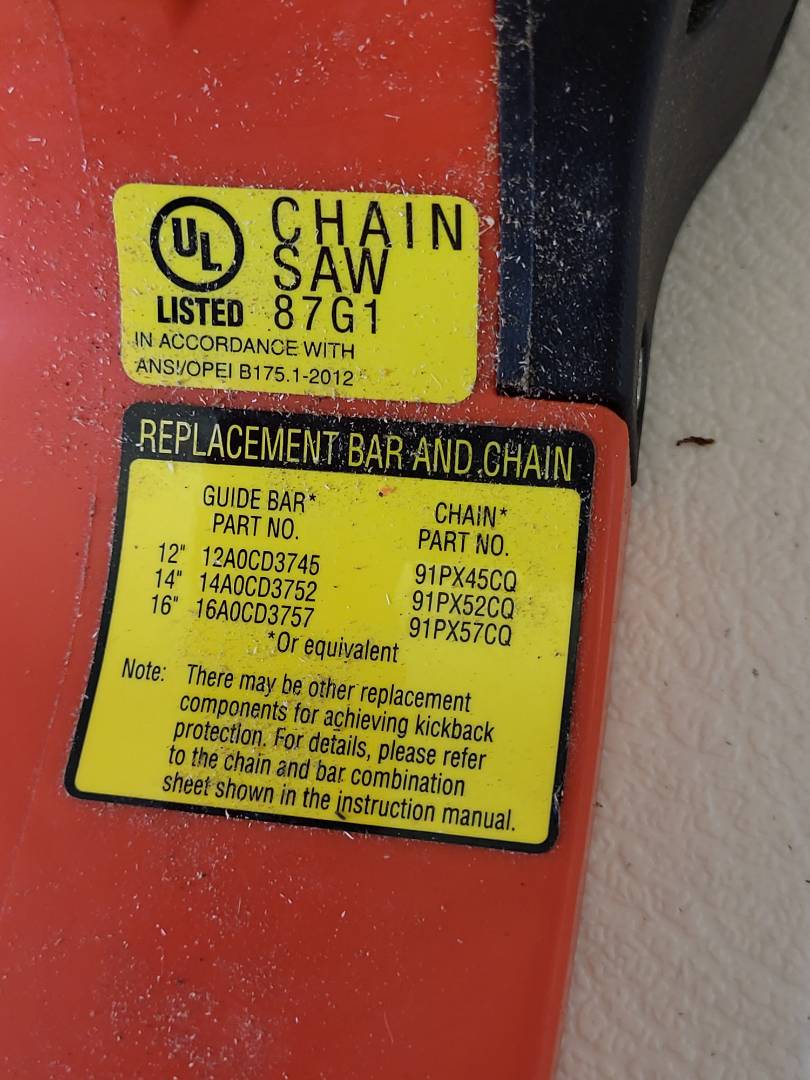 UL
LISTED
CHAIN
SAW
87G1
IN ACCORDANCE WITH
ANSI/OPEI B175.1-2012
REPLACEMENT BAR AND CHAIN
GUIDE BAR* CHAIN*
PART NO. PART NO.
12" 12A0CD3745 91PX45CQ
14" 14A0CD3752 91PX52CQ
16" 16A0CD3757 91PX57CQ
*Or equivalent
Note: There may be other replacement
components for achieving kickback
protection. For details, please refer
to the chain and bar combination
sheet shown in the instruction manual.